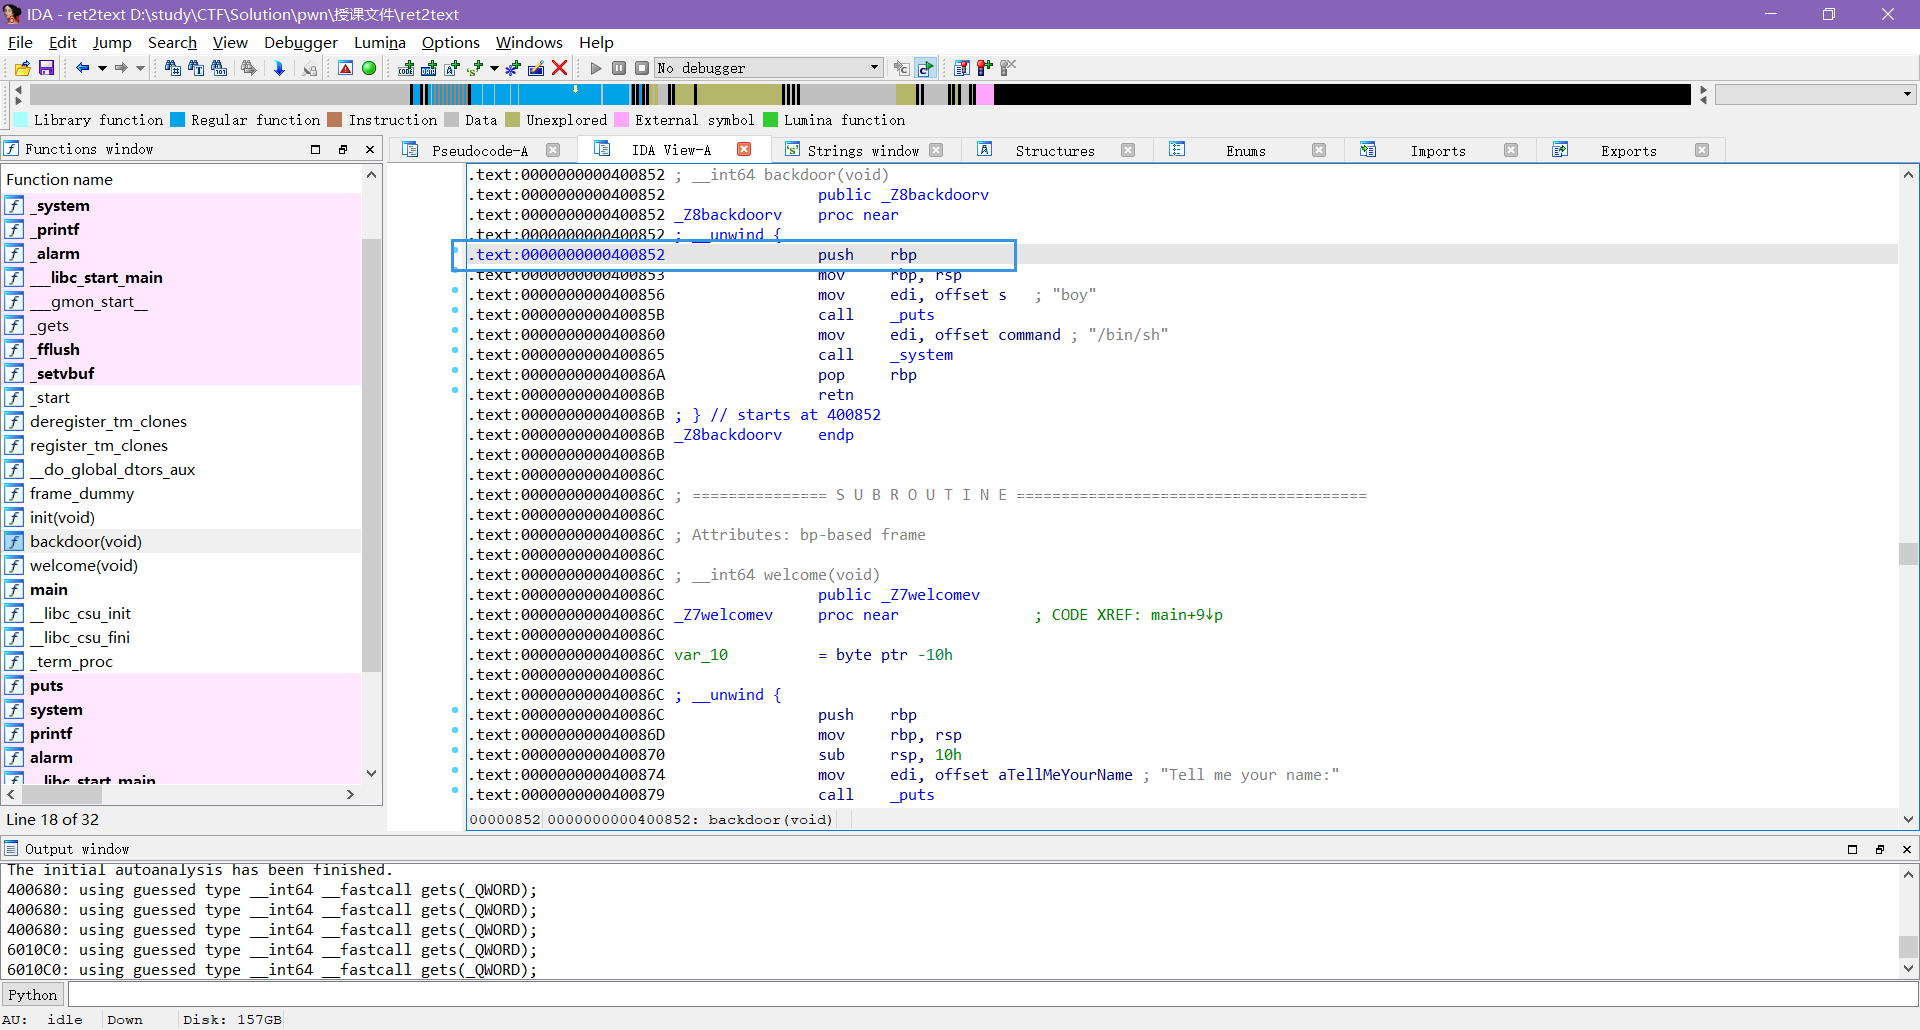 IDA - ret2text D:\study\CTF\Solution\pwn\授课文件\ret2text
File Edit Jump Search View Debugger Lumina Options Windows Help
No debugger
Library function Regular function Instruction Data Unexplored External symbol Lumina function
Functions window
Pseudocode-A IDA View-A Strings window Structures Enums Imports Exports
Function name
_system
_printf
_alarm
___libc_start_main
___gmon_start__
_gets
_fflush
_setvbuf
_start
deregister_tm_clones
register_tm_clones
__do_global_dtors_aux
frame_dummy
init(void)
backdoor(void)
welcome(void)
main
__libc_csu_init
__libc_csu_fini
_term_proc
puts
system
printf
alarm
__libc_start_main
Line 18 of 32
.text:0000000000400852 ; __int64 backdoor(void)
.text:0000000000400852 public _Z8backdoorv
.text:0000000000400852 _Z8backdoorv proc near
.text:0000000000400852 ; __unwind {
.text:0000000000400852 push rbp
.text:0000000000400853 mov rbp, rsp
.text:0000000000400856 mov edi, offset s ; "boy"
.text:000000000040085B call _puts
.text:0000000000400860 mov edi, offset command ; "/bin/sh"
.text:0000000000400865 call _system
.text:000000000040086A pop rbp
.text:000000000040086B retn
.text:000000000040086B ; } // starts at 400852
.text:000000000040086B _Z8backdoorv endp
.text:000000000040086B
.text:000000000040086C
.text:000000000040086C ; =============== S U B R O U T I N E =======================================
.text:000000000040086C
.text:000000000040086C ; Attributes: bp-based frame
.text:000000000040086C
.text:000000000040086C ; __int64 welcome(void)
.text:000000000040086C public _Z7welcomev
.text:000000000040086C _Z7welcomev proc near ; CODE XREF: main+9↓p
.text:000000000040086C
.text:000000000040086C var_10 = byte ptr -10h
.text:000000000040086C
.text:000000000040086C ; __unwind {
.text:000000000040086C push rbp
.text:000000000040086D mov rbp, rsp
.text:0000000000400870 sub rsp, 10h
.text:0000000000400874 mov edi, offset aTellMeYourName ; "Tell me your name:"
.text:0000000000400879 call _puts
00000852 0000000000400852: backdoor(void)
Output window
The initial autoanalysis has been finished.
400680: using guessed type __int64 __fastcall gets(_QWORD);
400680: using guessed type __int64 __fastcall gets(_QWORD);
400680: using guessed type __int64 __fastcall gets(_QWORD);
6010C0: using guessed type __int64 __fastcall gets(_QWORD);
6010C0: using guessed type __int64 __fastcall gets(_QWORD);
Python
AU: idle Down Disk: 157GB